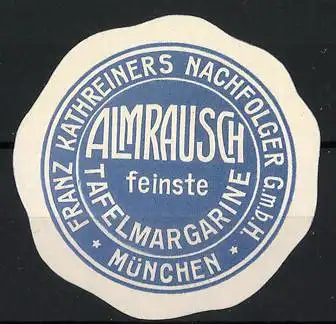 FRANZ KATHREINERS NACHFOLGER G.m.b.H.
* MÜNCHEN *
ALMRAUSCH
feinste
TAFELMARGARINE